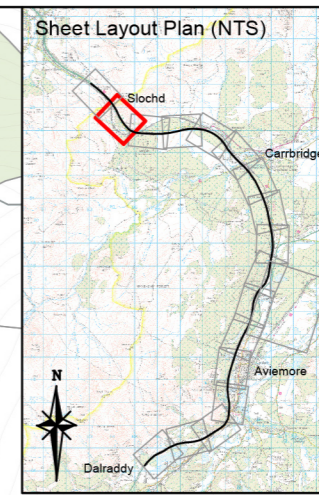 Sheet Layout Plan (NTS)
Slochd
Carrbridge
Aviemore
N
Dalraddy